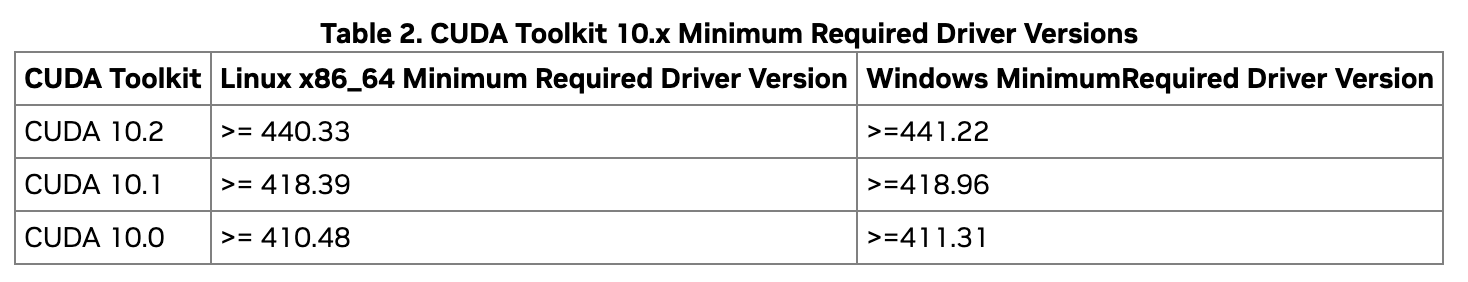 Table 2. CUDA Toolkit 10.x Minimum Required Driver Versions
CUDA Toolkit Linux x86_64 Minimum Required Driver Version Windows MinimumRequired Driver Version
CUDA 10.2 >= 440.33 >=441.22
CUDA 10.1 >= 418.39 >=418.96
CUDA 10.0 >= 410.48 >=411.31